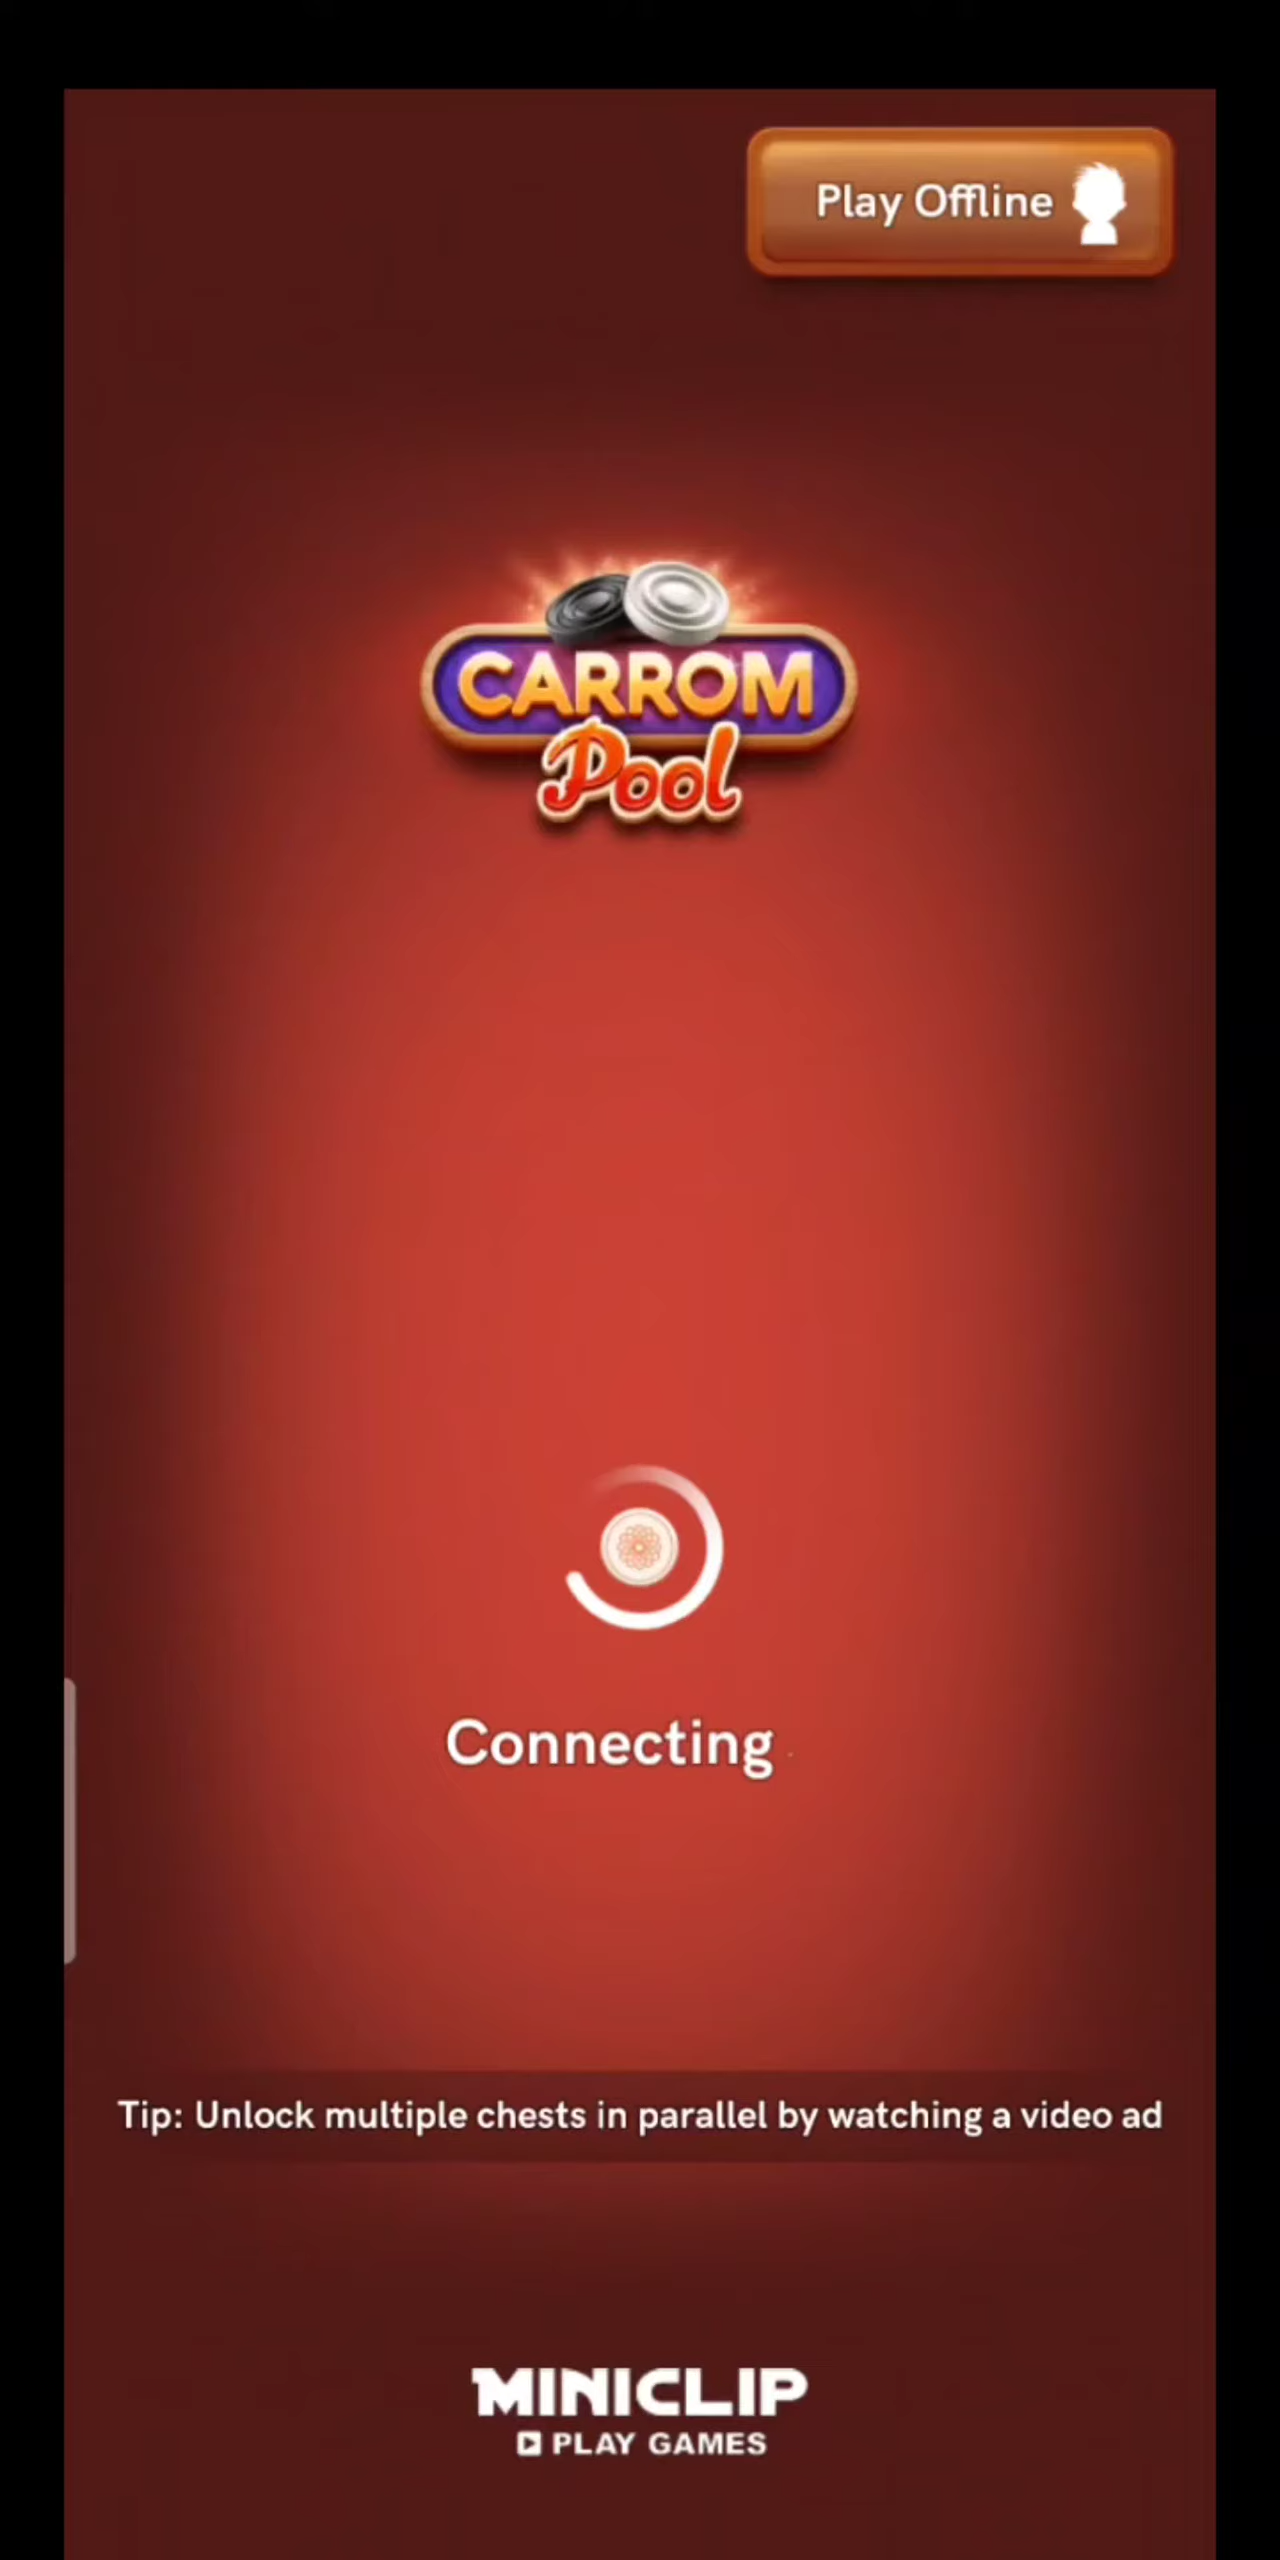 Play Offline
CARROM
Pool
Connecting .
Tip: Unlock multiple chests in parallel by watching a video ad
MINICLIP
PLAY GAMES